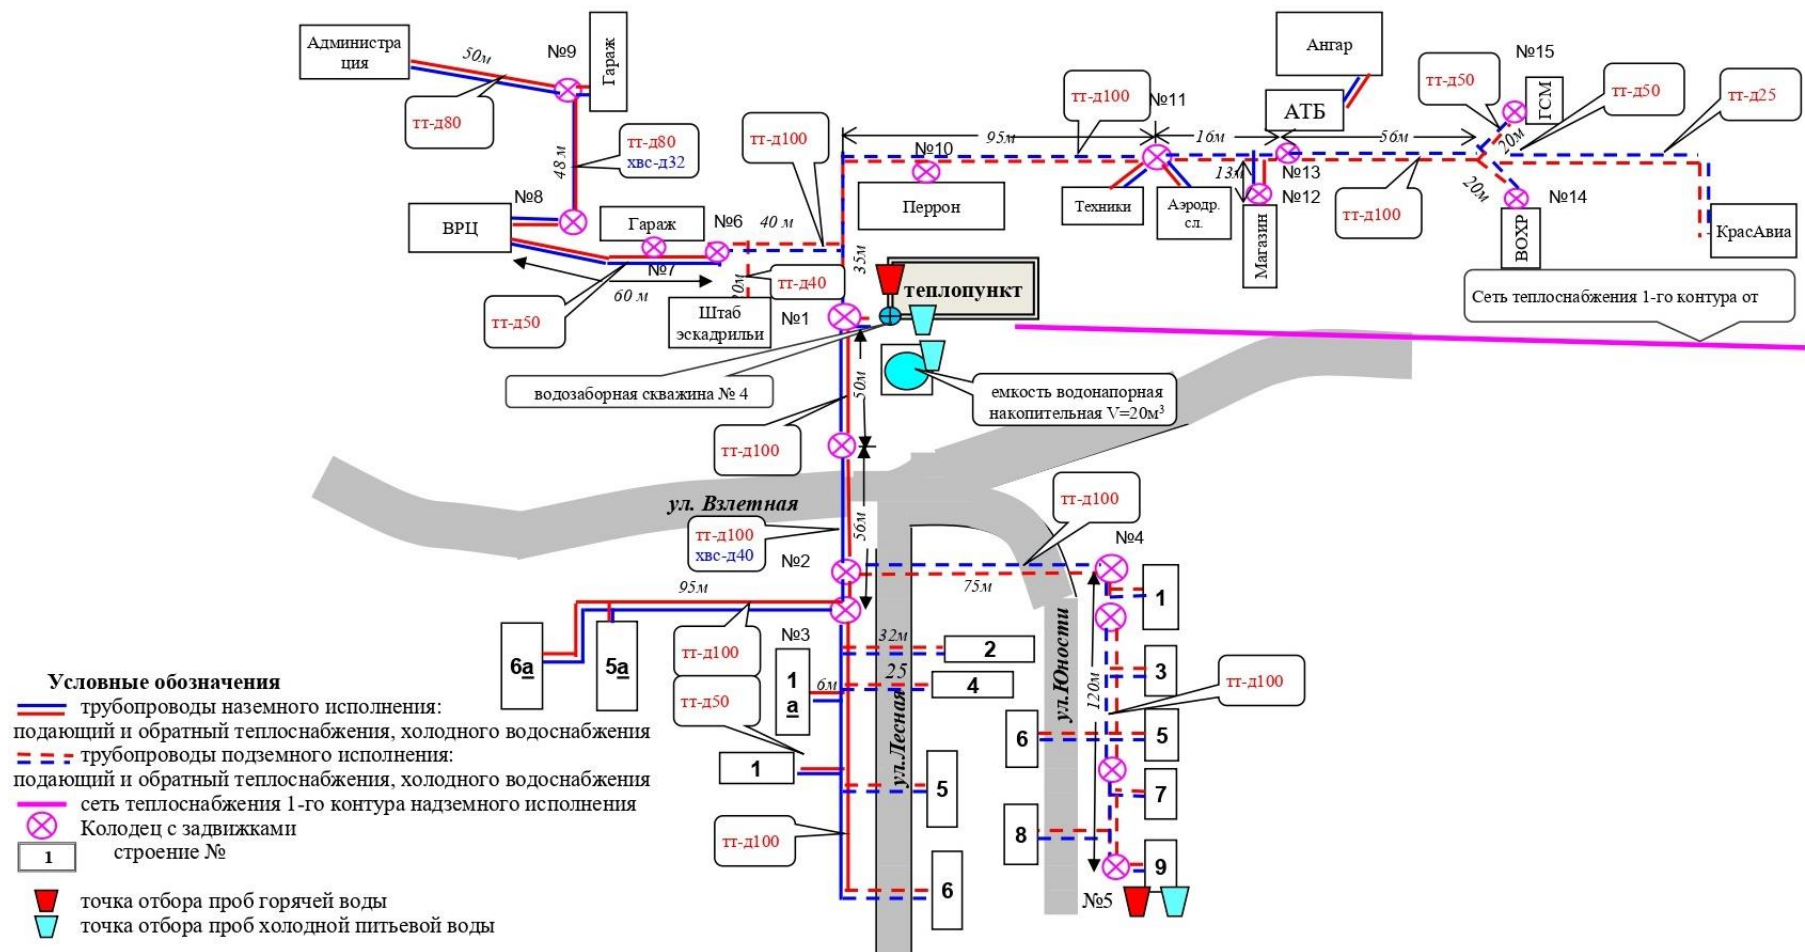 Администра
ция
50м
№9
Гараж
тт-д80
тт-д80
хвс-д32
48 м
№8
ВРЦ
Гараж
№6
№7
60 м
тт-д50
40 м
тт-д100
тт-д40
Штаб
эскадрильи
35м
№1
95м
№10
Перрон
тт-д100
№11
16м
Техники
Аэродр.
сл.
13м
Магазин
№12
№13
Ангар
АТБ
56м
тт-д100
тт-д50
№15
ГСМ
20м
тт-д50
тт-д25
20м
№14
ВОХР
КрасАвиа
теплопункт
Сеть теплоснабжения 1-го контура от
водозаборная скважина № 4
емкость водонапорная
накопительная V=20м³
50м
тт-д100
ул. Взлетная
56м
тт-д100
хвс-д40
№2
95м
75м
тт-д100
№4
6а
5а
тт-д100
тт-д50
№3
1
а
6м
32м
2
25
4
1
5
тт-д100
6
ул.Лесная
ул.Юности
120м
тт-д100
1
3
6
5
7
8
9
№5
Условные обозначения
трубопроводы наземного исполнения:
подающий и обратный теплоснабжения, холодного водоснабжения
трубопроводы подземного исполнения:
подающий и обратный теплоснабжения, холодного водоснабжения
сеть теплоснабжения 1-го контура надземного исполнения
Колодец с задвижками
1 строение №
точка отбора проб горячей воды
точка отбора проб холодной питьевой воды